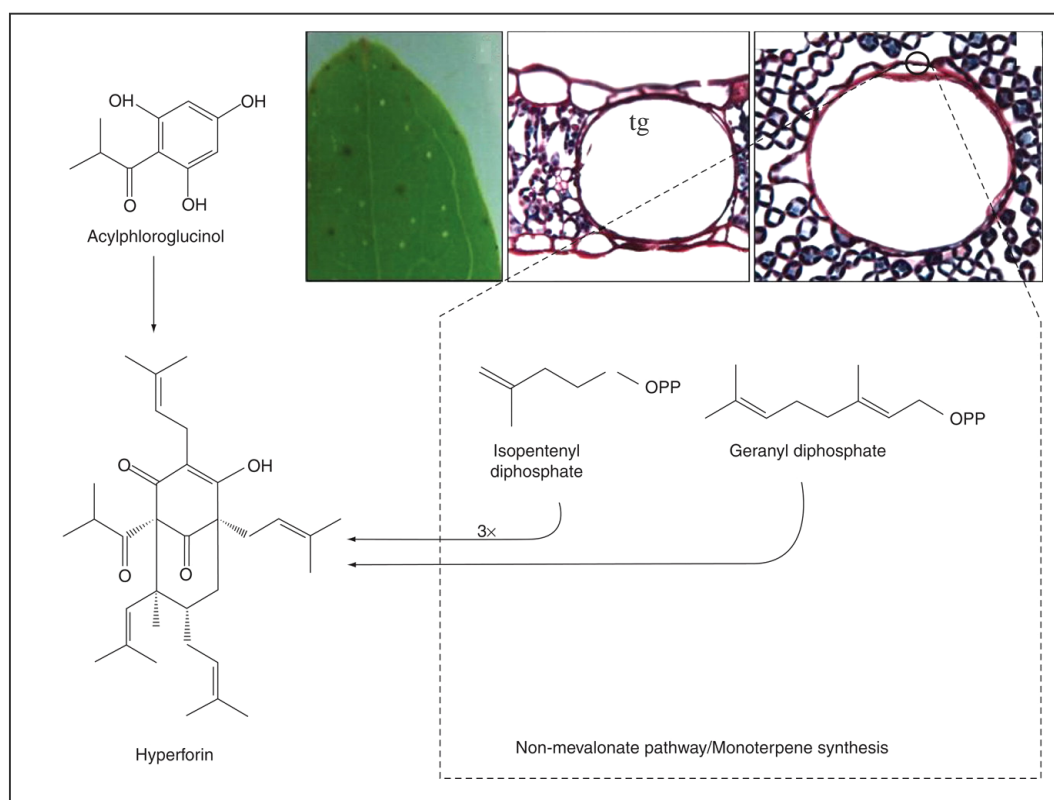 OH
OH
O
OH
Acylphloroglucinol
tg
OPP
Isopentenyl
diphosphate
OPP
Geranyl diphosphate
O
OH
O
O
3×
Hyperforin
Non-mevalonate pathway/Monoterpene synthesis